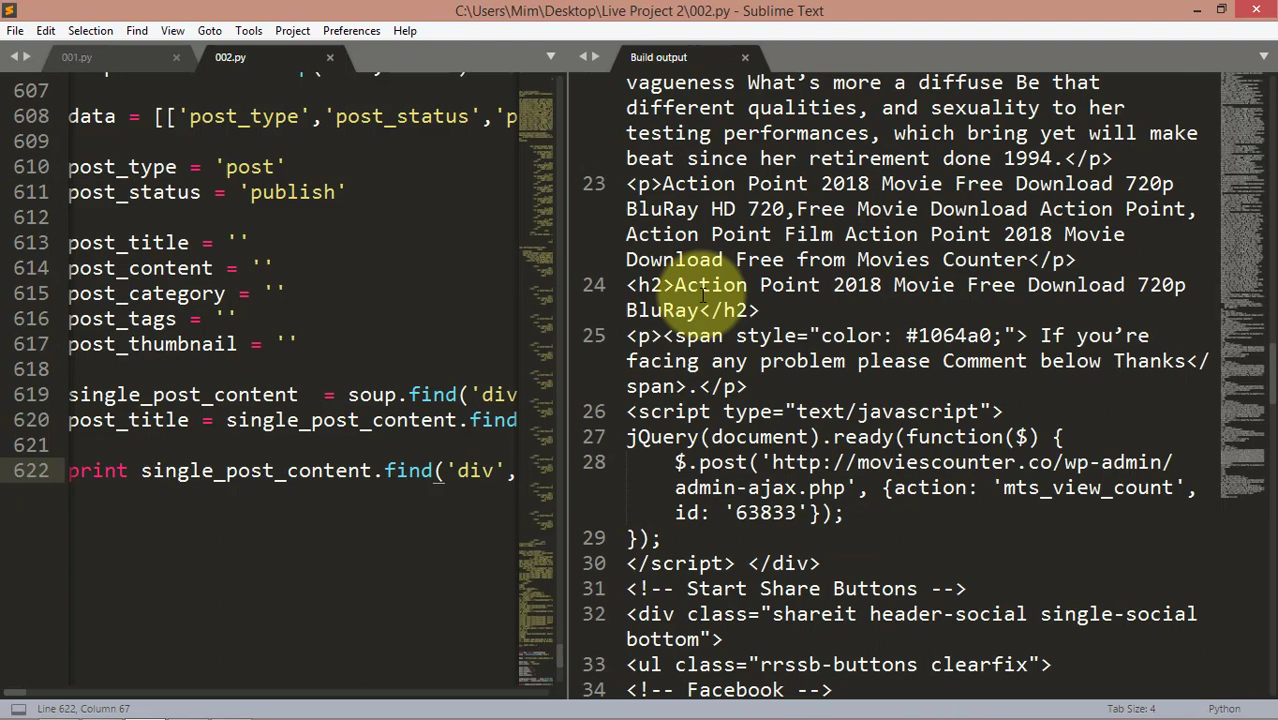 C:\Users\Mim\Desktop\Live Project 2\002.py - Sublime Text
File Edit Selection Find View Goto Tools Project Preferences Help
001.py 002.py
607
608 data = [['post_type','post_status','p
609
610 post_type = 'post'
611 post_status = 'publish'
612
613 post_title = ''
614 post_content = ''
615 post_category = ''
616 post_tags = ''
617 post_thumbnail = ''
618
619 single_post_content  = soup.find('div
620 post_title = single_post_content.find
621
622 print single_post_content.find('div',
Build output
vagueness What’s more a diffuse Be that
different qualities, and sexuality to her
testing performances, which bring yet will make
beat since her retirement done 1994.</p>
23 <p>Action Point 2018 Movie Free Download 720p
BluRay HD 720,Free Movie Download Action Point,
Action Point Film Action Point 2018 Movie
Download Free from Movies Counter</p>
24 <h2>Action Point 2018 Movie Free Download 720p
BluRay</h2>
25 <p><span style="color: #1064a0;"> If you’re
facing any problem please Comment below Thanks</
span>.</p>
26 <script type="text/javascript">
27 jQuery(document).ready(function($) {
28 $.post('http://moviescounter.co/wp-admin/
admin-ajax.php', {action: 'mts_view_count',
id: '63833'});
29 });
30 </script> </div>
31 <!-- Start Share Buttons -->
32 <div class="shareit header-social single-social
bottom">
33 <ul class="rrssb-buttons clearfix">
34 <!-- Facebook -->
Line 622, Column 67
Tab Size: 4 Python